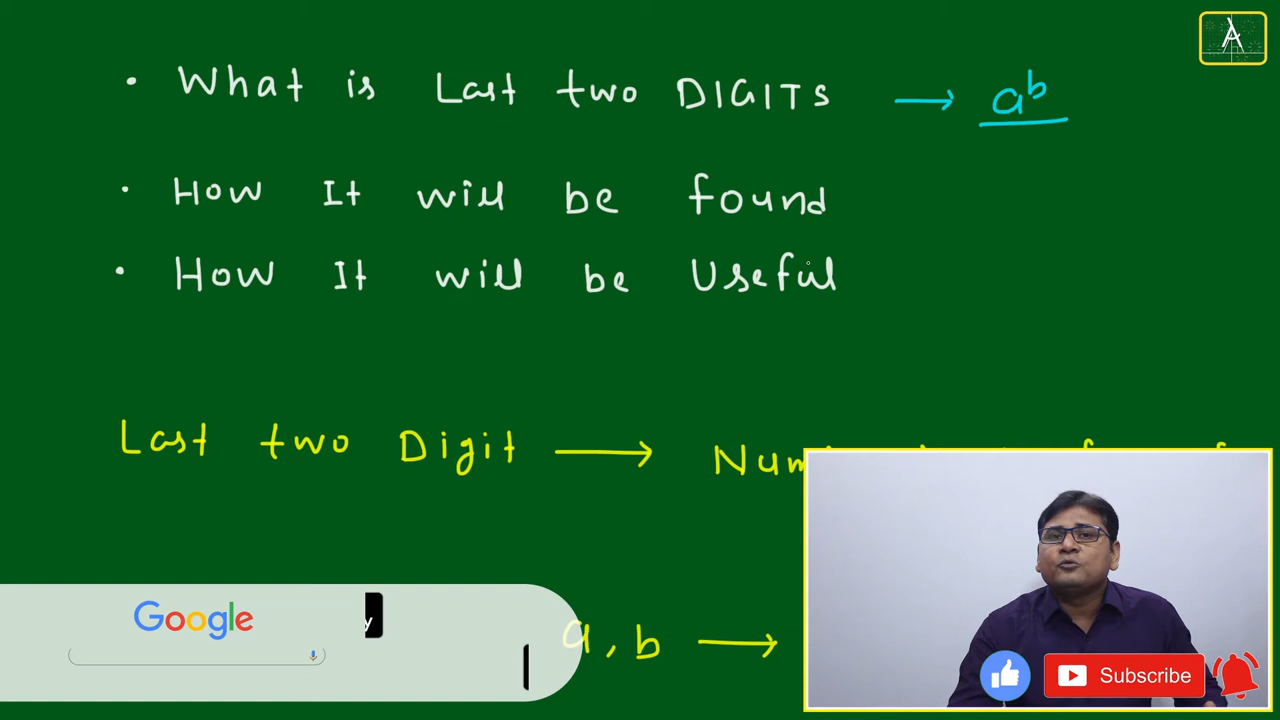 • What is Last two DIGITs → a^b
• How It will be found
• How It will be Useful
Last two Digit →
a, b →
Google
Subscribe